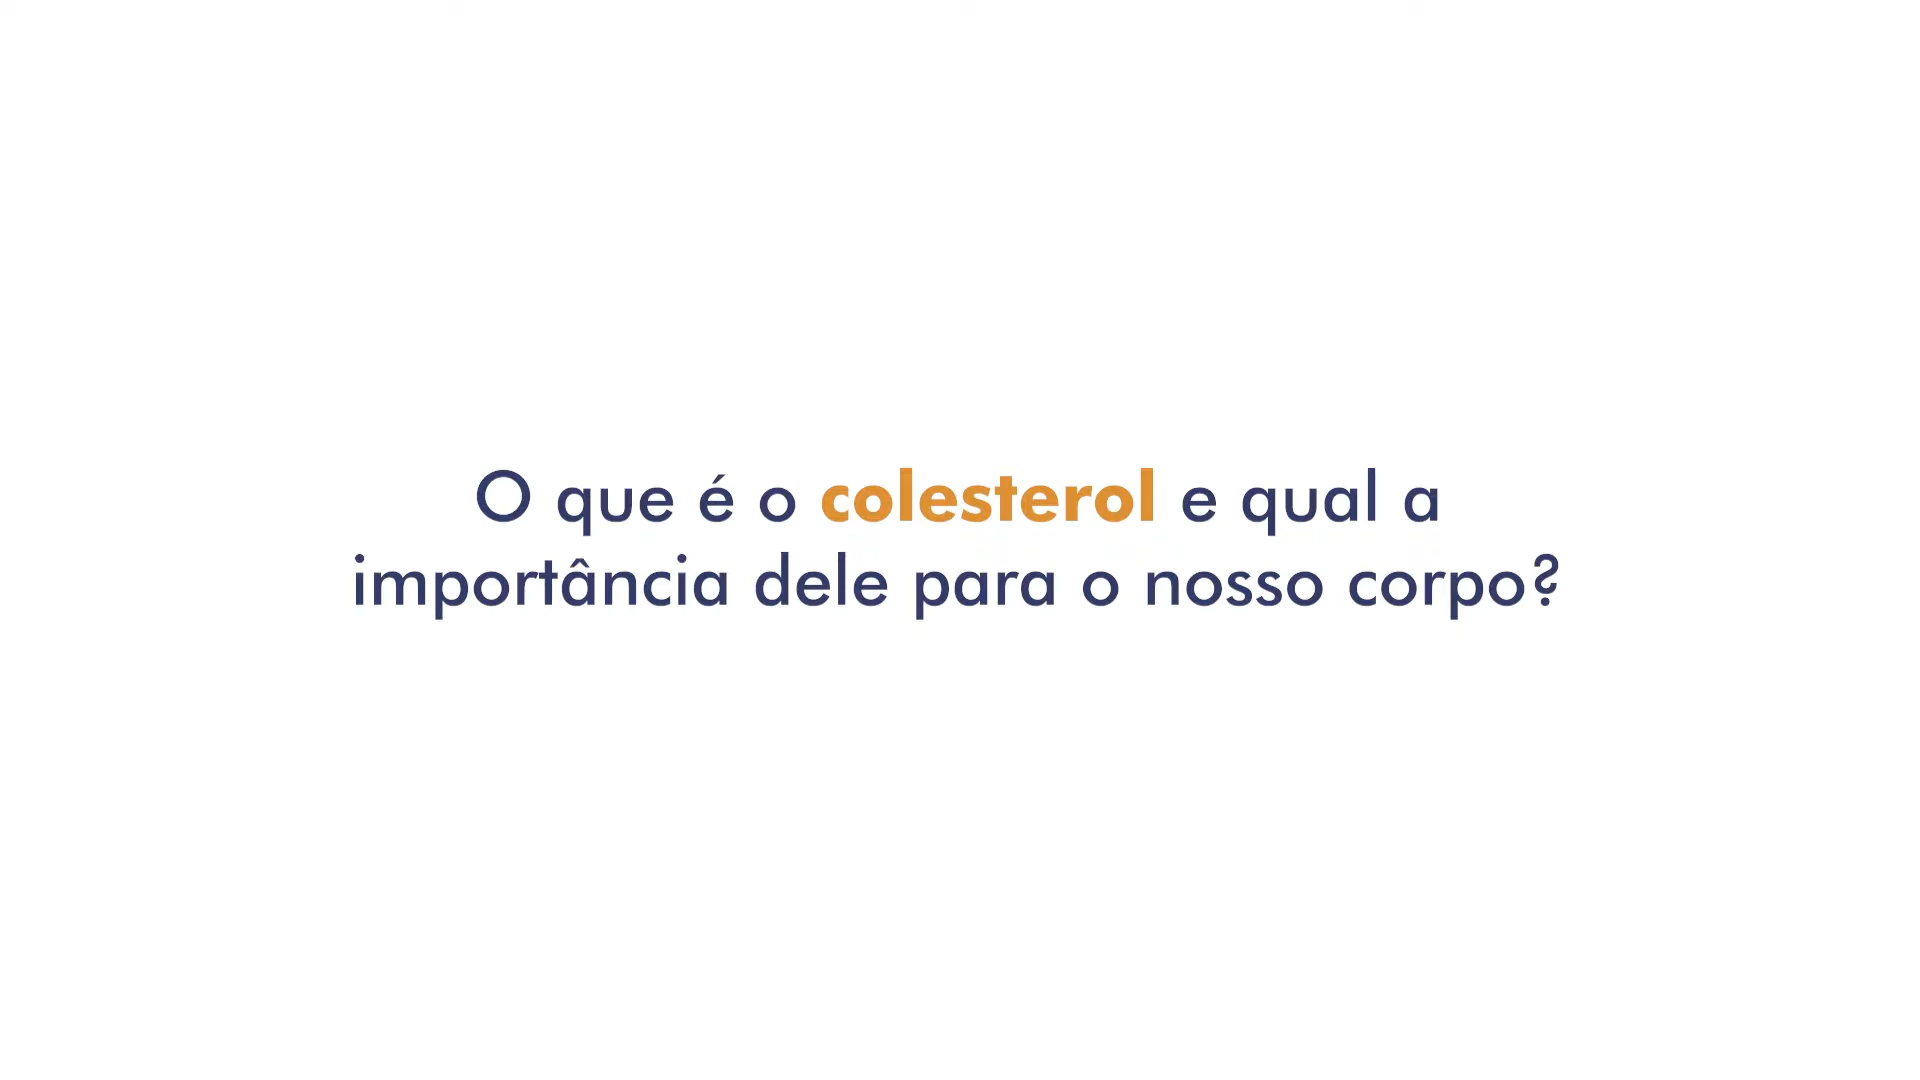 O que é o colesterol e qual a
importância dele para o nosso corpo?